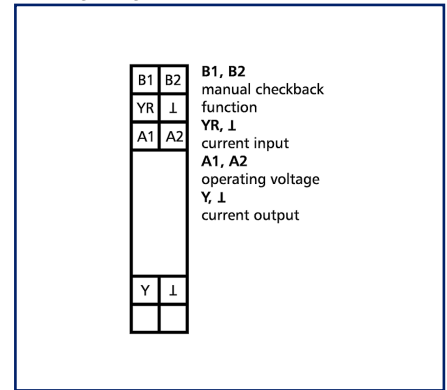 B1 B2
YR ⊥
A1 A2
Y ⊥
B1, B2
manual checkback
function
YR, ⊥
current input
A1, A2
operating voltage
Y, ⊥
current output